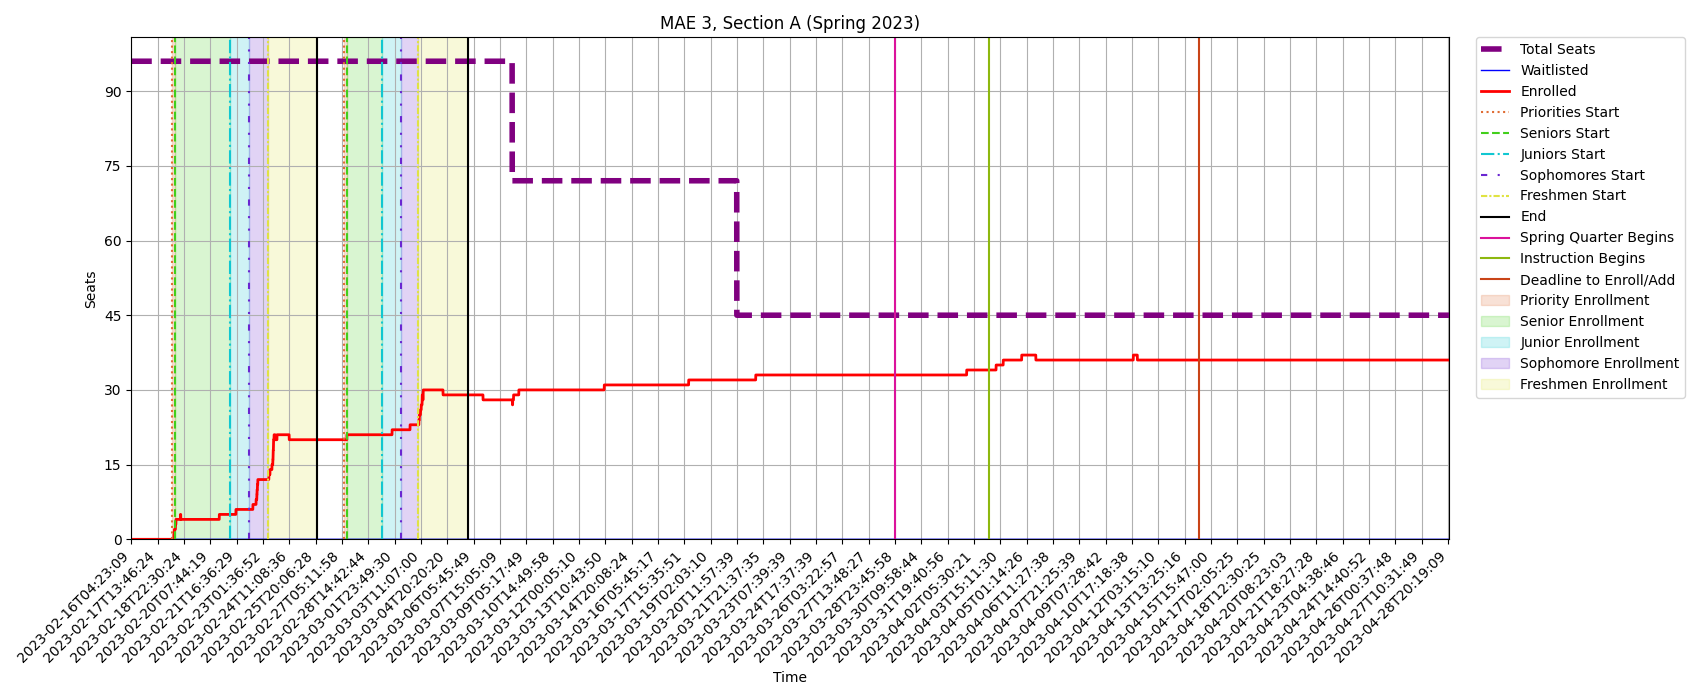 MAE 3, Section A (Spring 2023)
Seats
90
75
60
45
30
15
0
2023-02-16T04:23:09
2023-02-17T13:46:24
2023-02-18T22:30:24
2023-02-20T07:44:19
2023-02-21T16:36:29
2023-02-23T01:36:52
2023-02-24T11:08:36
2023-02-25T20:06:28
2023-02-27T05:11:58
2023-02-28T14:42:44
2023-03-01T23:49:30
2023-03-03T11:07:00
2023-03-04T20:20:20
2023-03-06T05:45:49
2023-03-07T15:05:09
2023-03-09T05:17:49
2023-03-10T14:49:58
2023-03-12T00:05:10
2023-03-13T10:43:50
2023-03-14T20:08:24
2023-03-16T05:45:17
2023-03-17T15:35:51
2023-03-19T02:03:10
2023-03-20T11:57:39
2023-03-21T21:37:35
2023-03-23T07:39:39
2023-03-24T17:37:39
2023-03-26T03:22:57
2023-03-27T13:48:27
2023-03-28T23:45:58
2023-03-30T09:58:44
2023-03-31T19:40:56
2023-04-02T05:30:21
2023-04-03T15:11:30
2023-04-05T01:14:26
2023-04-06T11:27:38
2023-04-07T21:25:39
2023-04-09T07:28:42
2023-04-10T17:18:38
2023-04-12T03:15:10
2023-04-13T13:25:16
2023-04-15T15:47:00
2023-04-17T02:05:25
2023-04-18T12:30:25
2023-04-20T08:23:03
2023-04-21T18:27:28
2023-04-23T04:38:46
2023-04-24T14:40:52
2023-04-26T00:37:48
2023-04-27T10:31:49
2023-04-28T20:19:09
Time
Total Seats
Waitlisted
Enrolled
Priorities Start
Seniors Start
Juniors Start
Sophomores Start
Freshmen Start
End
Spring Quarter Begins
Instruction Begins
Deadline to Enroll/Add
Priority Enrollment
Senior Enrollment
Junior Enrollment
Sophomore Enrollment
Freshmen Enrollment